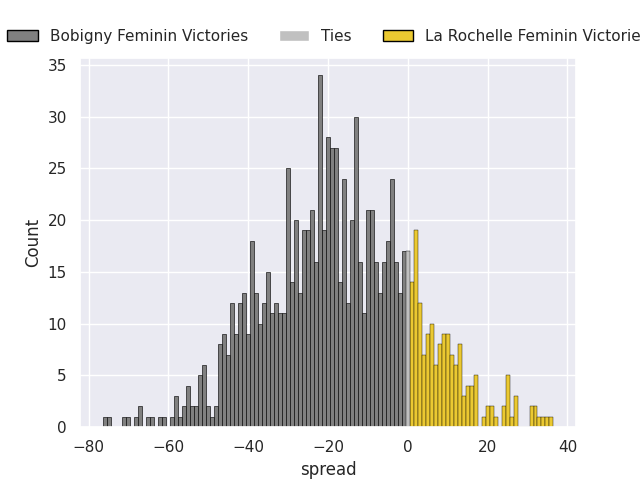 Bobigny Feminin Victories Ties La Rochelle Feminin Victorie
35
30
25
20
15
10
5
0
Count
−80 −60 −40 −20 0 20 40
spread